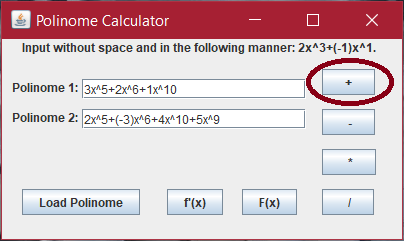 Polinome Calculator
Input without space and in the following manner: 2x^3+(-1)x^1.
Polinome 1: 3x^5+2x^6+1x^10 +
Polinome 2: 2x^5+(-3)x^6+4x^10+5x^9 -
*
Load Polinome f'(x) F(x) /